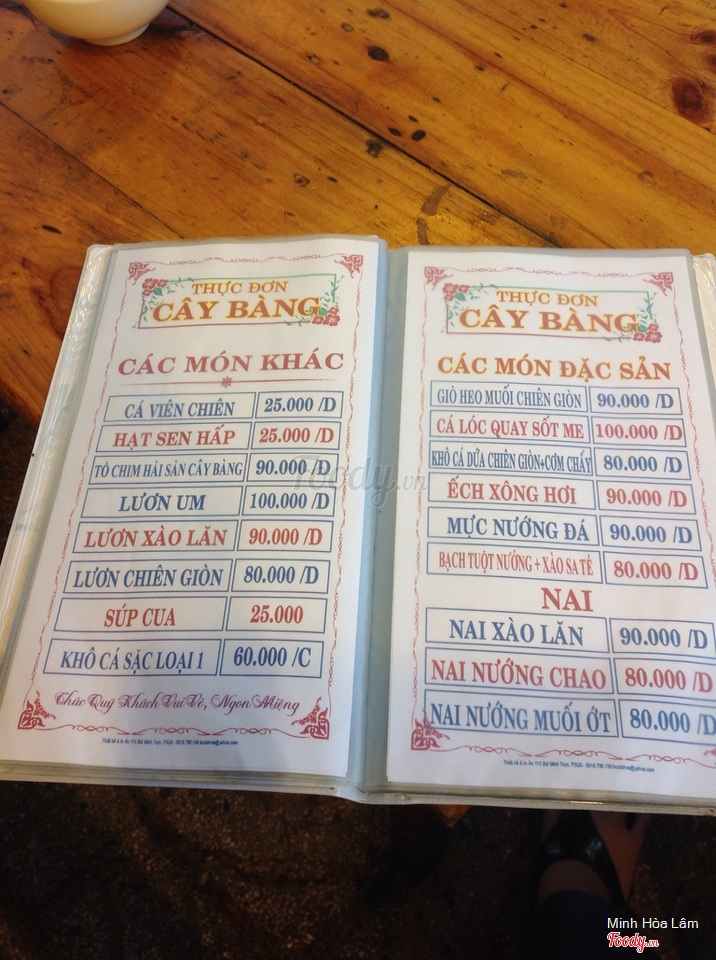 THỰC ĐƠN
CÂY BÀNG
CÁC MÓN KHÁC
CÁ VIÊN CHIÊN 25.000 /D
HẠT SEN HẤP 25.000 /D
TÔ CHIM HẢI SẢN CÂY BÀNG 90.000 /D
LƯƠN UM 100.000 /D
LƯƠN XÀO LĂN 90.000 /D
LƯƠN CHIÊN GIÒN 80.000 /D
SÚP CUA 25.000
KHÔ CÁ SẶC LOẠI 1 60.000 /C
Chúc Quý Khách Vui Vẻ, Ngon Miệng
THỰC ĐƠN
CÂY BÀNG
CÁC MÓN ĐẶC SẢN
GIÒ HEO MUỐI CHIÊN GIÒN 90.000 /D
CÁ LÓC QUAY SỐT ME 100.000 /D
KHÔ CÁ DỨA CHIÊN GIÒN+CƠM CHÁY 80.000 /D
ẾCH XÔNG HƠI 90.000 /D
MỰC NƯỚNG ĐÁ 90.000 /D
BẠCH TUỘT NƯỚNG + XÀO SA TẾ 80.000 /D
NAI
NAI XÀO LĂN 90.000 /D
NAI NƯỚNG CHAO 80.000 /D
NAI NƯỚNG MUỐI ỚT 80.000 /D
Foody.vn
Minh Hòa Lâm
Foody.vn